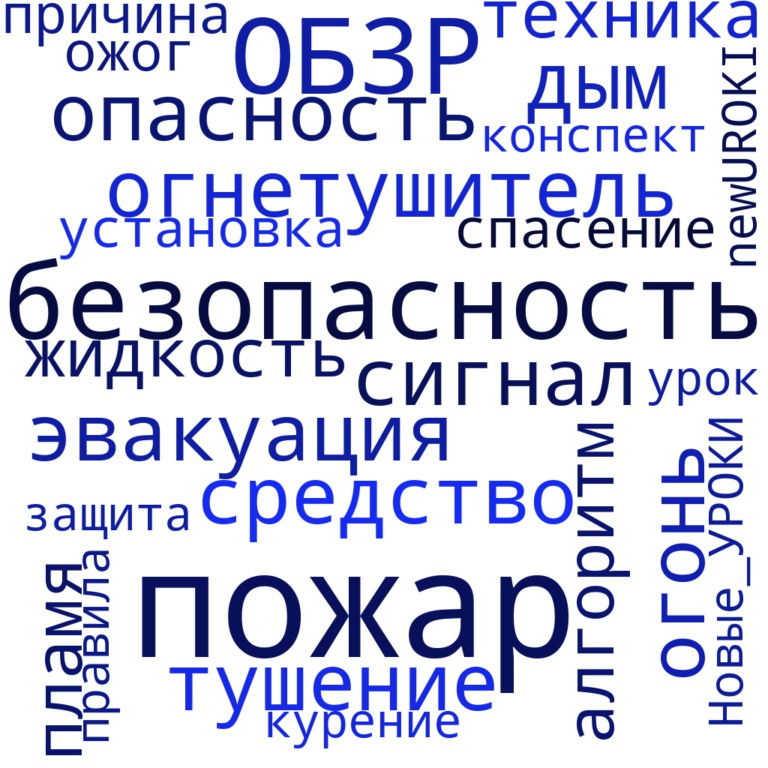 причина
техника
ожог
ОБЗР
дым
опасность
конспект
newUROKI
огнетушитель
установка
спасение
безопасность
жидкость
сигнал
урок
эвакуация
средство
защита
алгоритм
огонь
Новые_УРОКИ
пожар
пламя
правила
тушение
курение